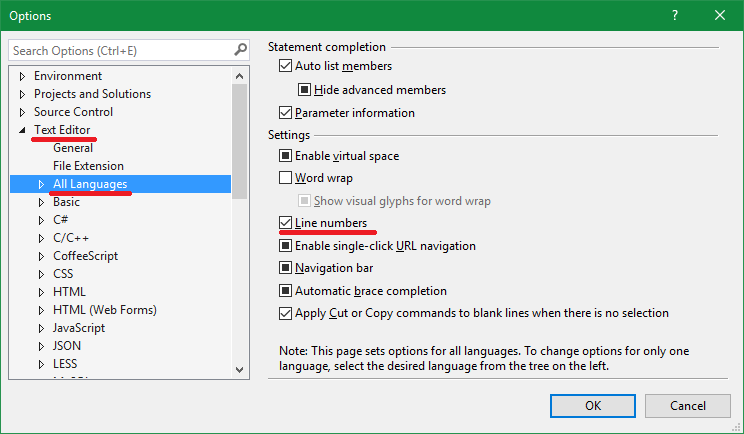 Options
Search Options (Ctrl+E)
Environment
Projects and Solutions
Source Control
Text Editor
General
File Extension
All Languages
Basic
C#
C/C++
CoffeeScript
CSS
HTML
HTML (Web Forms)
JavaScript
JSON
LESS
Statement completion
Auto list members
Hide advanced members
Parameter information
Settings
Enable virtual space
Word wrap
Show visual glyphs for word wrap
Line numbers
Enable single-click URL navigation
Navigation bar
Automatic brace completion
Apply Cut or Copy commands to blank lines when there is no selection
Note: This page sets options for all languages. To change options for only one
language, select the desired language from the tree on the left.
OK
Cancel